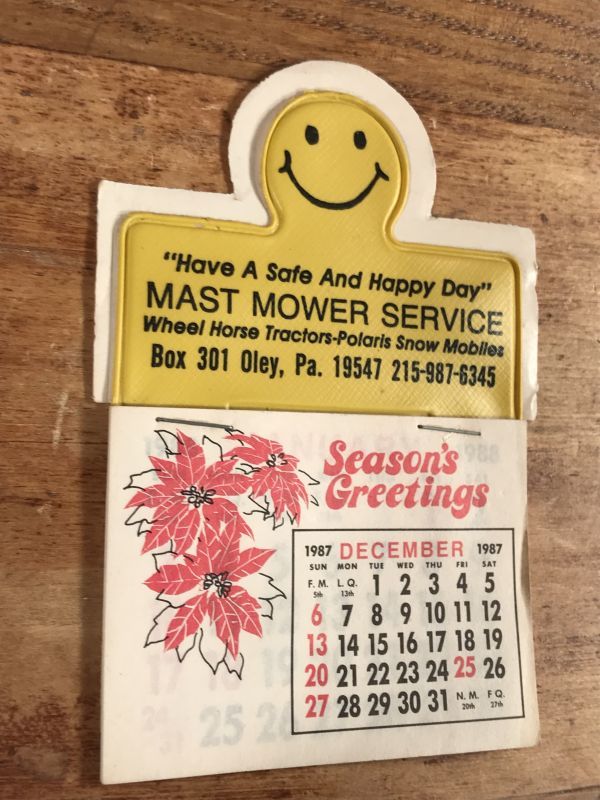 "Have A Safe And Happy Day"
MAST MOWER SERVICE
Wheel Horse Tractors-Polaris Snow Mobiles
Box 301 Oley, Pa. 19547 215-987-6345
Season's
Greetings
1987 DECEMBER 1987
SUN MON TUE WED THU FRI SAT
F. M. 5th L. Q. 13th 1 2 3 4 5
6 7 8 9 10 11 12
13 14 15 16 17 18 19
20 21 22 23 24 25 26
27 28 29 30 31 N. M. 20th F Q. 27th